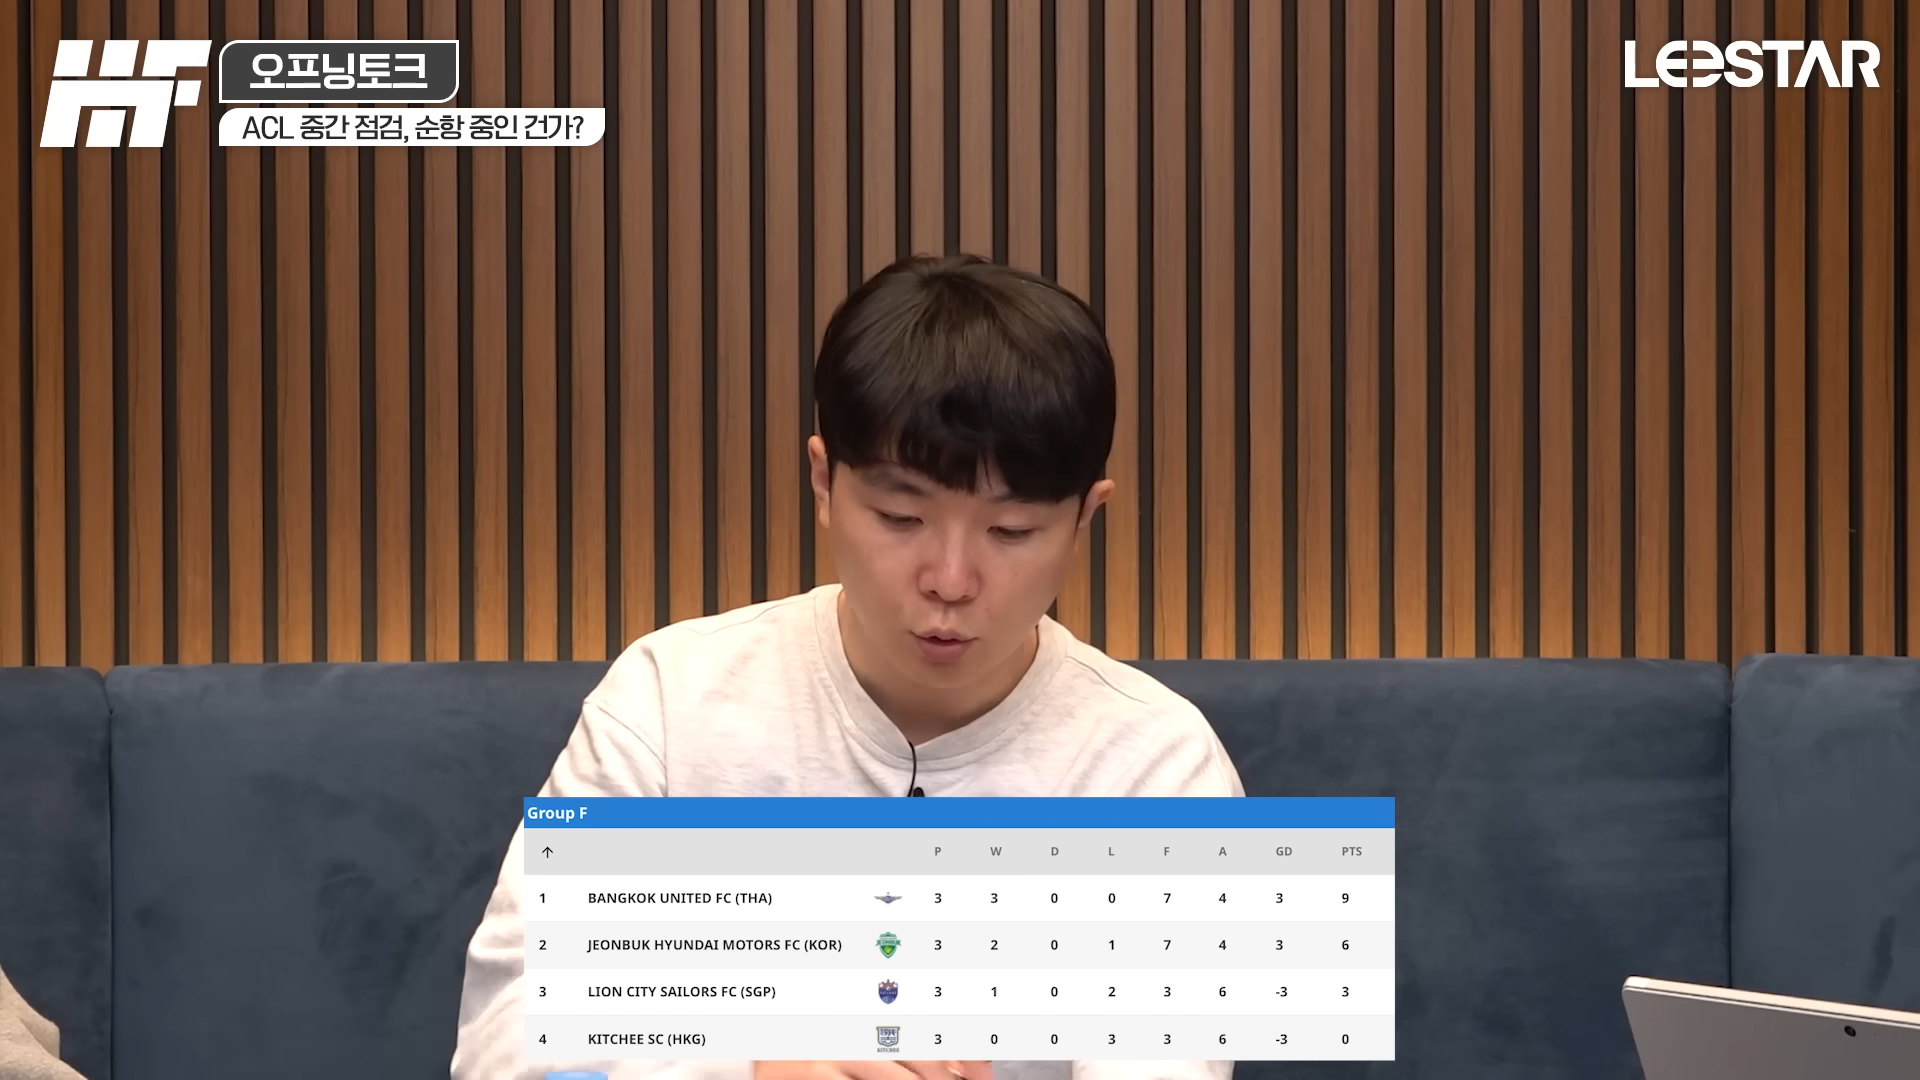 HF
오프닝토크
ACL 중간 점검, 순항 중인 건가?
LEESTAR
Group F
↑ P W D L F A GD PTS
1 BANGKOK UNITED FC (THA) 3 3 0 0 7 4 3 9
2 JEONBUK HYUNDAI MOTORS FC (KOR) 3 2 0 1 7 4 3 6
3 LION CITY SAILORS FC (SGP) 3 1 0 2 3 6 -3 3
4 KITCHEE SC (HKG) KITCHEE 3 0 0 3 3 6 -3 0